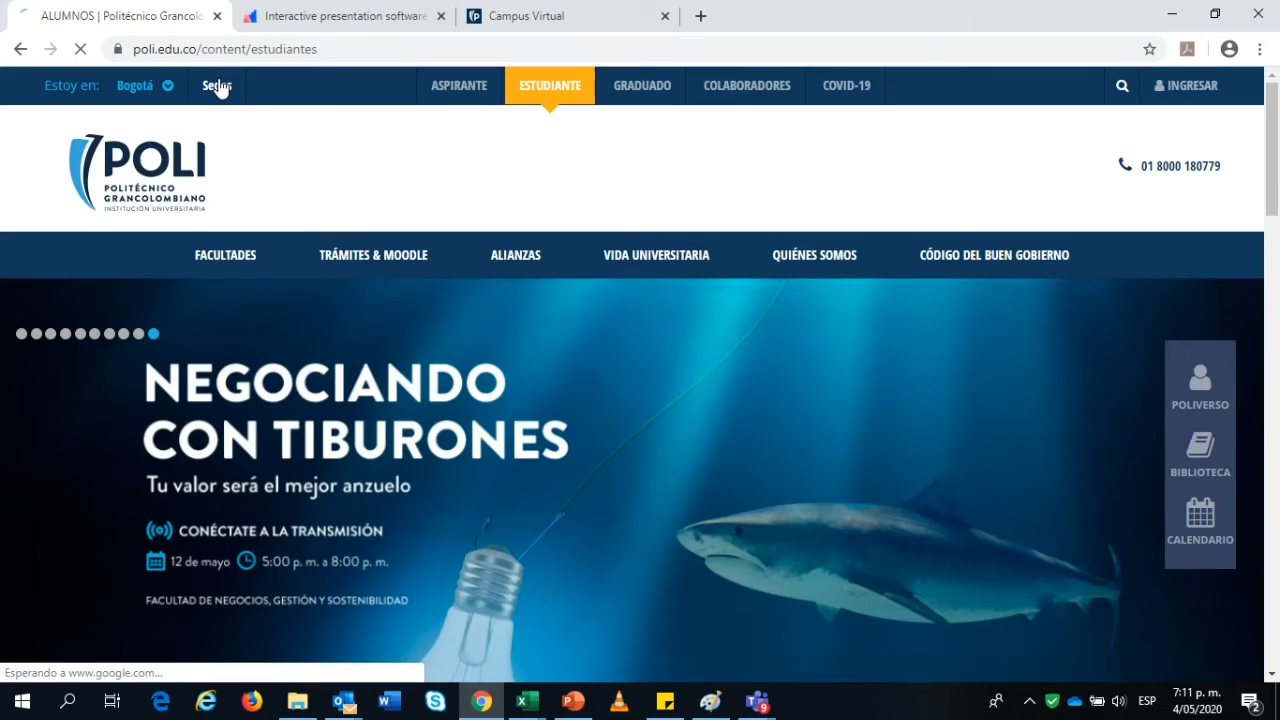 ALUMNOS | Politécnico Grancolo
Interactive presentation software
Campus Virtual
poli.edu.co/content/estudiantes
Estoy en:
Bogotá
ASPIRANTE
ESTUDIANTE
GRADUADO
COLABORADORES
COVID-19
INGRESAR
POLI
POLITÉCNICO
GRANCOLOMBIANO
INSTITUCIÓN UNIVERSITARIA
01 8000 180779
FACULTADES
TRÁMITES & MOODLE
ALIANZAS
VIDA UNIVERSITARIA
QUIÉNES SOMOS
CÓDIGO DEL BUEN GOBIERNO
NEGOCIANDO
CON TIBURONES
Tu valor será el mejor anzuelo
CONÉCTATE A LA TRANSMISIÓN
12 de mayo 5:00 p. m. a 8:00 p. m.
FACULTAD DE NEGOCIOS, GESTIÓN Y SOSTENIBILIDAD
POLIVERSO
BIBLIOTECA
CALENDARIO
Esperando a www.google.com...
ESP
7:11 p. m.
4/05/2020